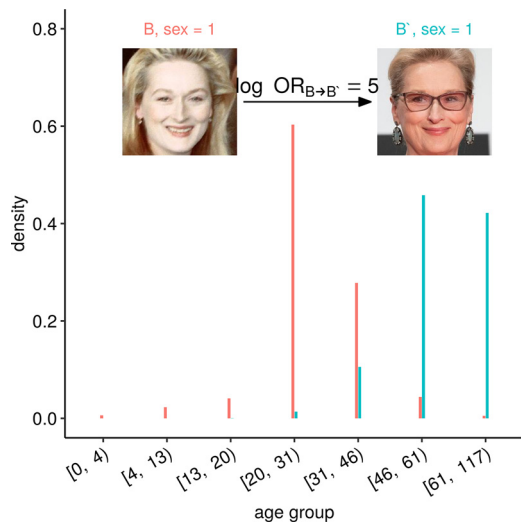 0.8
B, sex = 1
B`, sex = 1
log OR_B→B` = 5
0.6
density
0.4
0.2
0.0
[0, 4)
[4, 13)
[13, 20)
[20, 31)
[31, 46)
[46, 61)
[61, 117)
age group